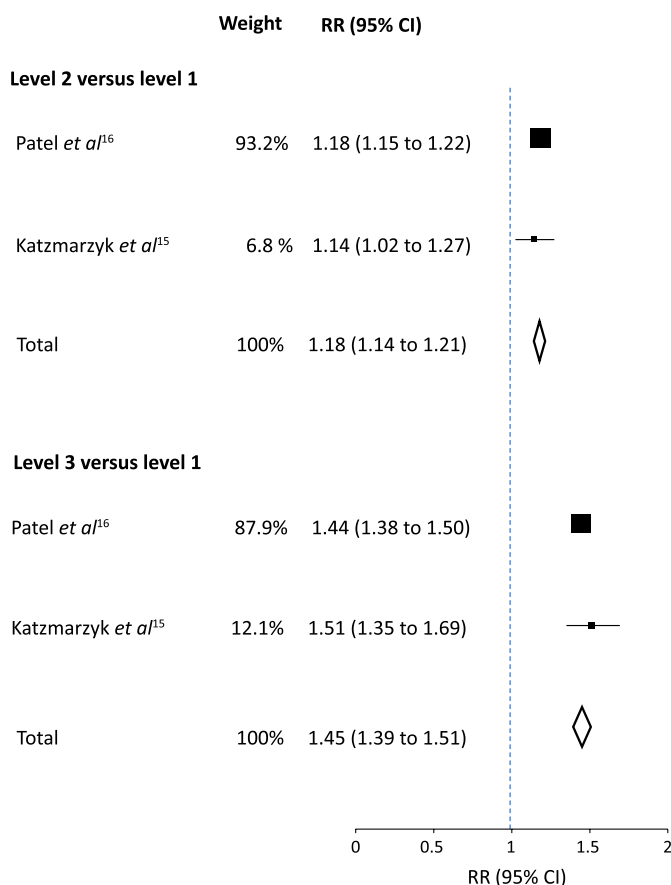 Weight RR (95% CI)
Level 2 versus level 1
Patel et al16 93.2% 1.18 (1.15 to 1.22)
Katzmarzyk et al15 6.8 % 1.14 (1.02 to 1.27)
Total 100% 1.18 (1.14 to 1.21)
Level 3 versus level 1
Patel et al16 87.9% 1.44 (1.38 to 1.50)
Katzmarzyk et al15 12.1% 1.51 (1.35 to 1.69)
Total 100% 1.45 (1.39 to 1.51)
0 0.5 1 1.5 2
RR (95% CI)